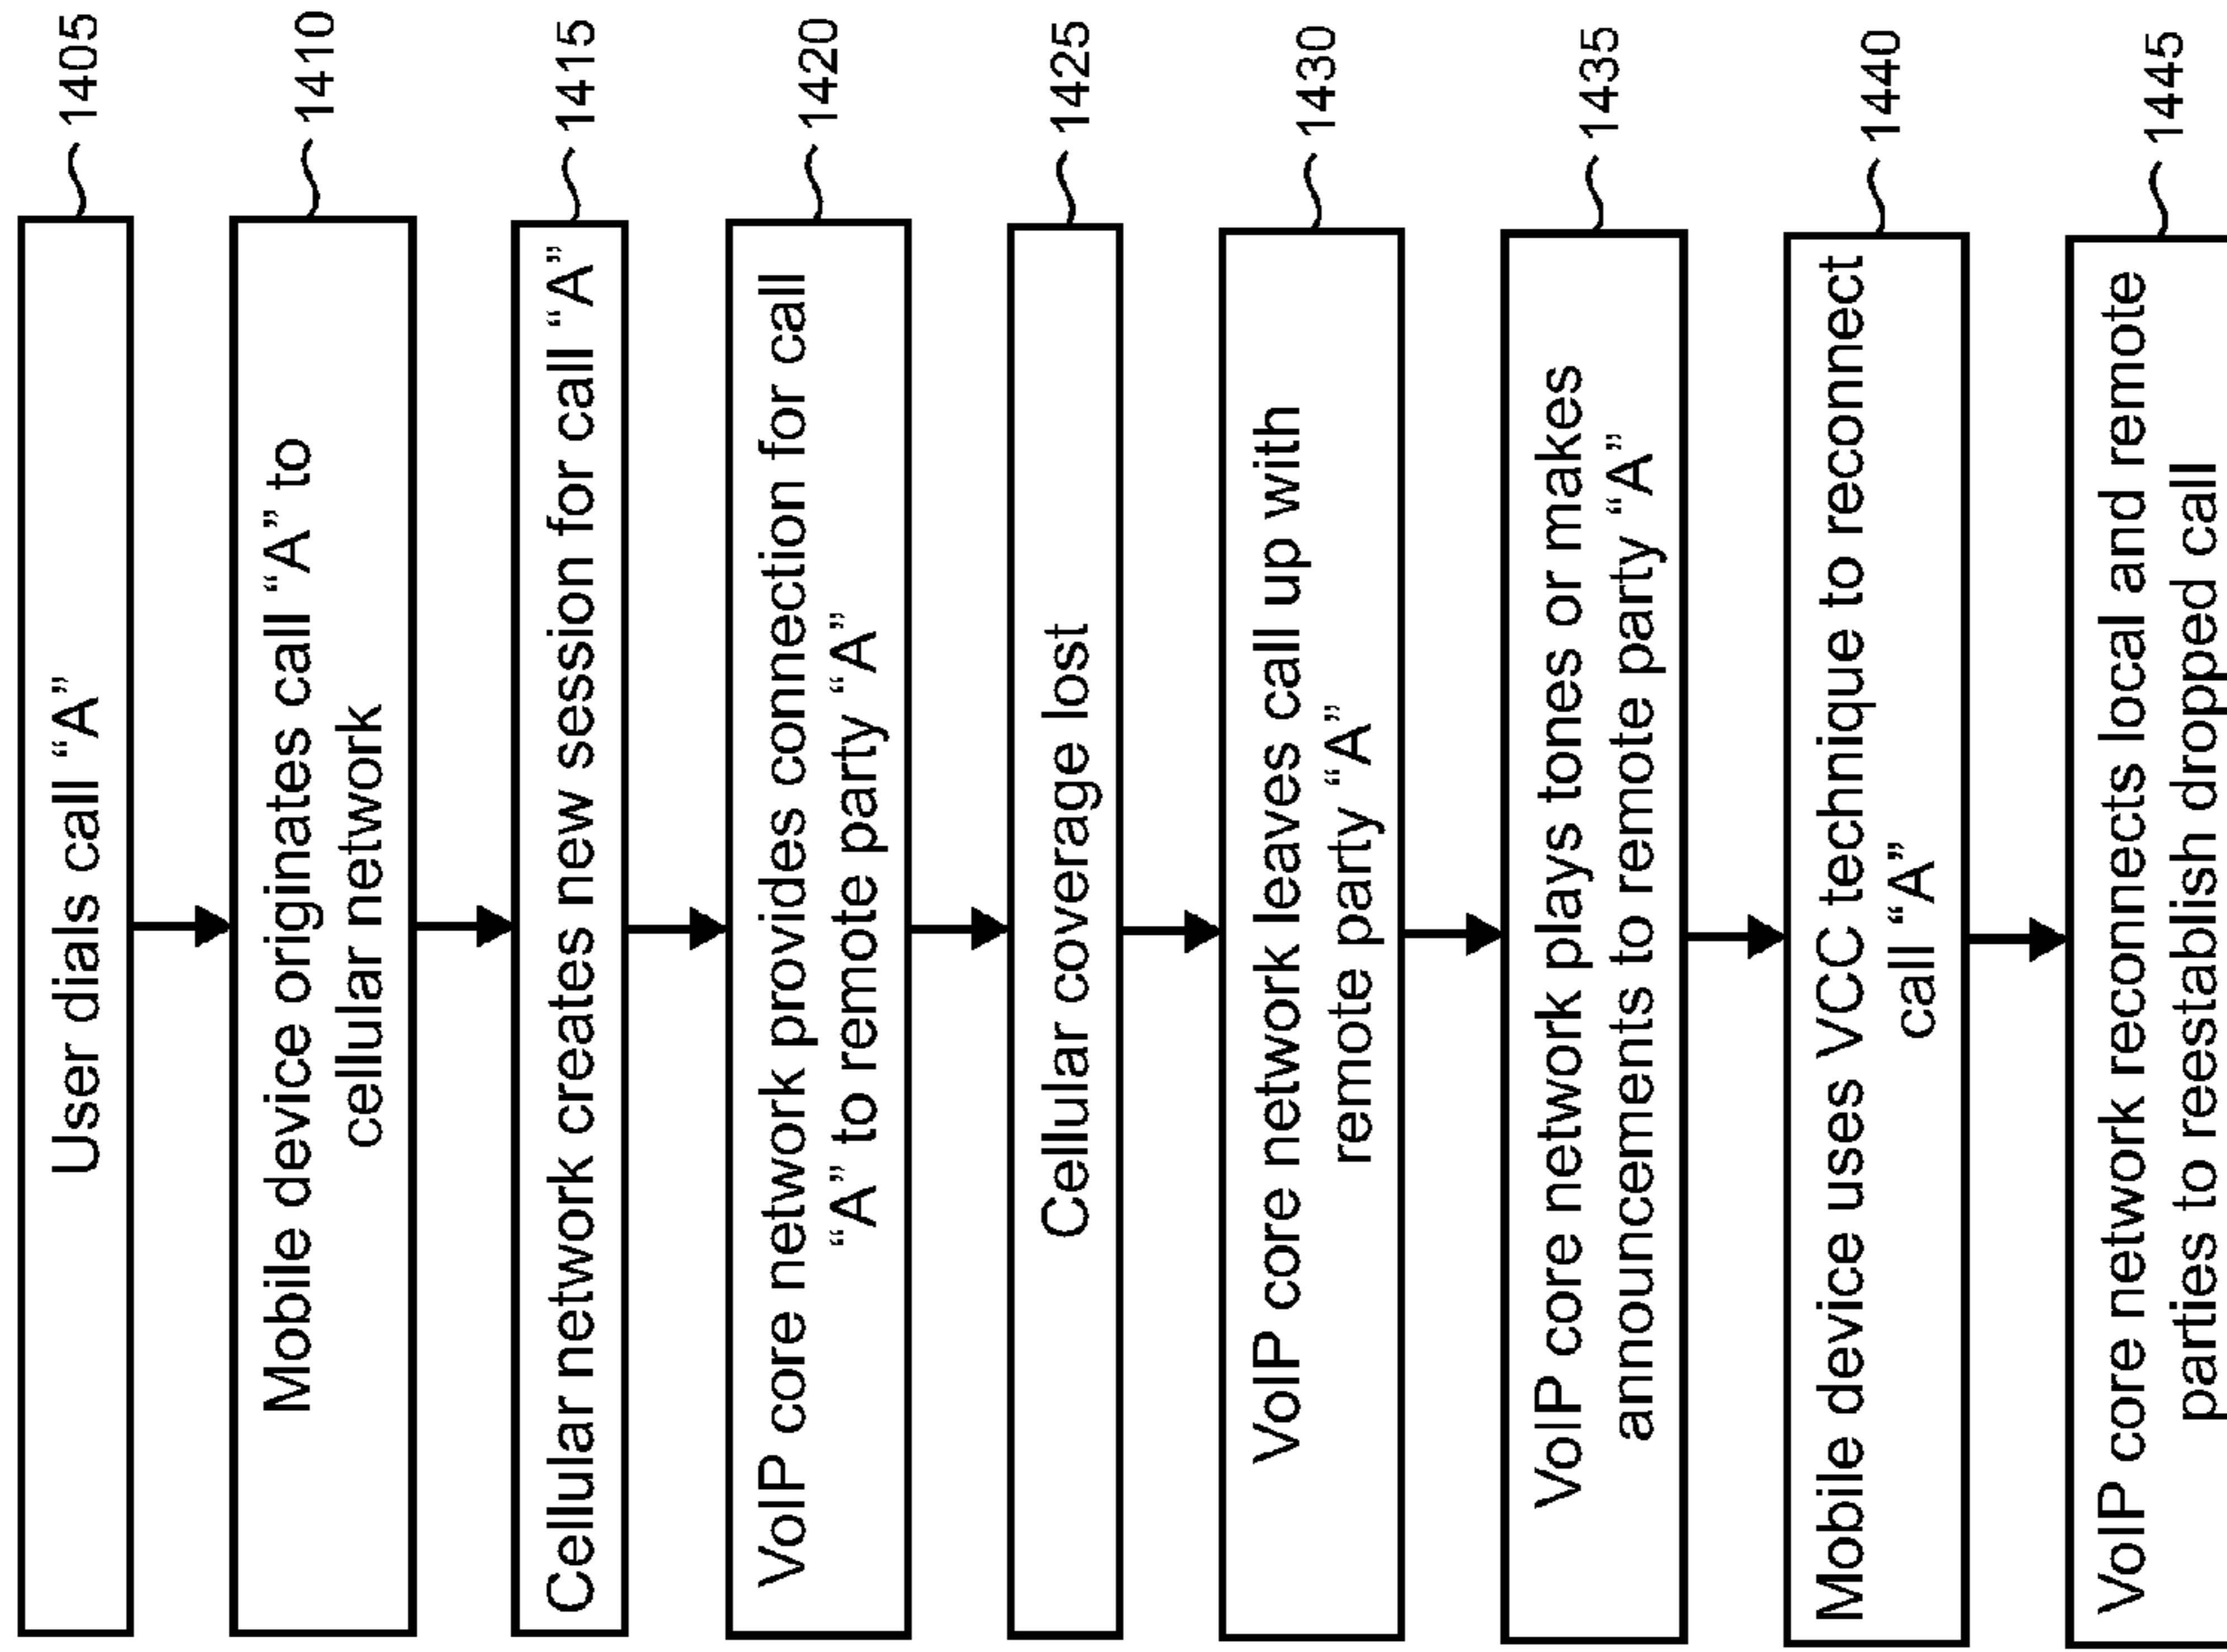 User dials call “A”
1405
Mobile device originates call “A” to
cellular network
1410
Cellular network creates new session for call “A”
1415
VoIP core network provides connection for call
“A” to remote party “A”
1420
Cellular coverage lost
1425
VoIP core network leaves call up with
remote party “A”
1430
VoIP core network plays tones or makes
announcements to remote party “A”
1435
Mobile device uses VCC technique to reconnect
call “A”
1440
VoIP core network reconnects local and remote
parties to reestablish dropped call
1445